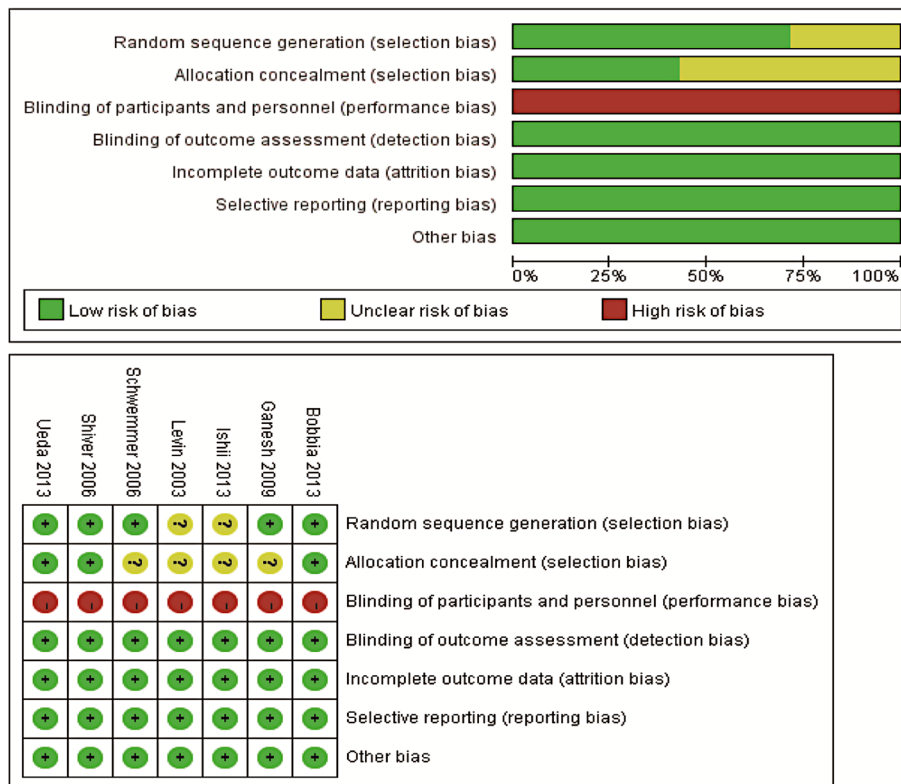 Random sequence generation (selection bias)
Allocation concealment (selection bias)
Blinding of participants and personnel (performance bias)
Blinding of outcome assessment (detection bias)
Incomplete outcome data (attrition bias)
Selective reporting (reporting bias)
Other bias
0% 25% 50% 75% 100%
Low risk of bias Unclear risk of bias High risk of bias
Ueda 2013 Shiver 2006 Schwemmer 2006 Levin 2003 Ishii 2013 Ganesh 2009 Bobbia 2013
+ + + ? ? + + Random sequence generation (selection bias)
+ + ? ? ? ? + Allocation concealment (selection bias)
- - - - - - - Blinding of participants and personnel (performance bias)
+ + + + + + + Blinding of outcome assessment (detection bias)
+ + + + + + + Incomplete outcome data (attrition bias)
+ + + + + + + Selective reporting (reporting bias)
+ + + + + + + Other bias